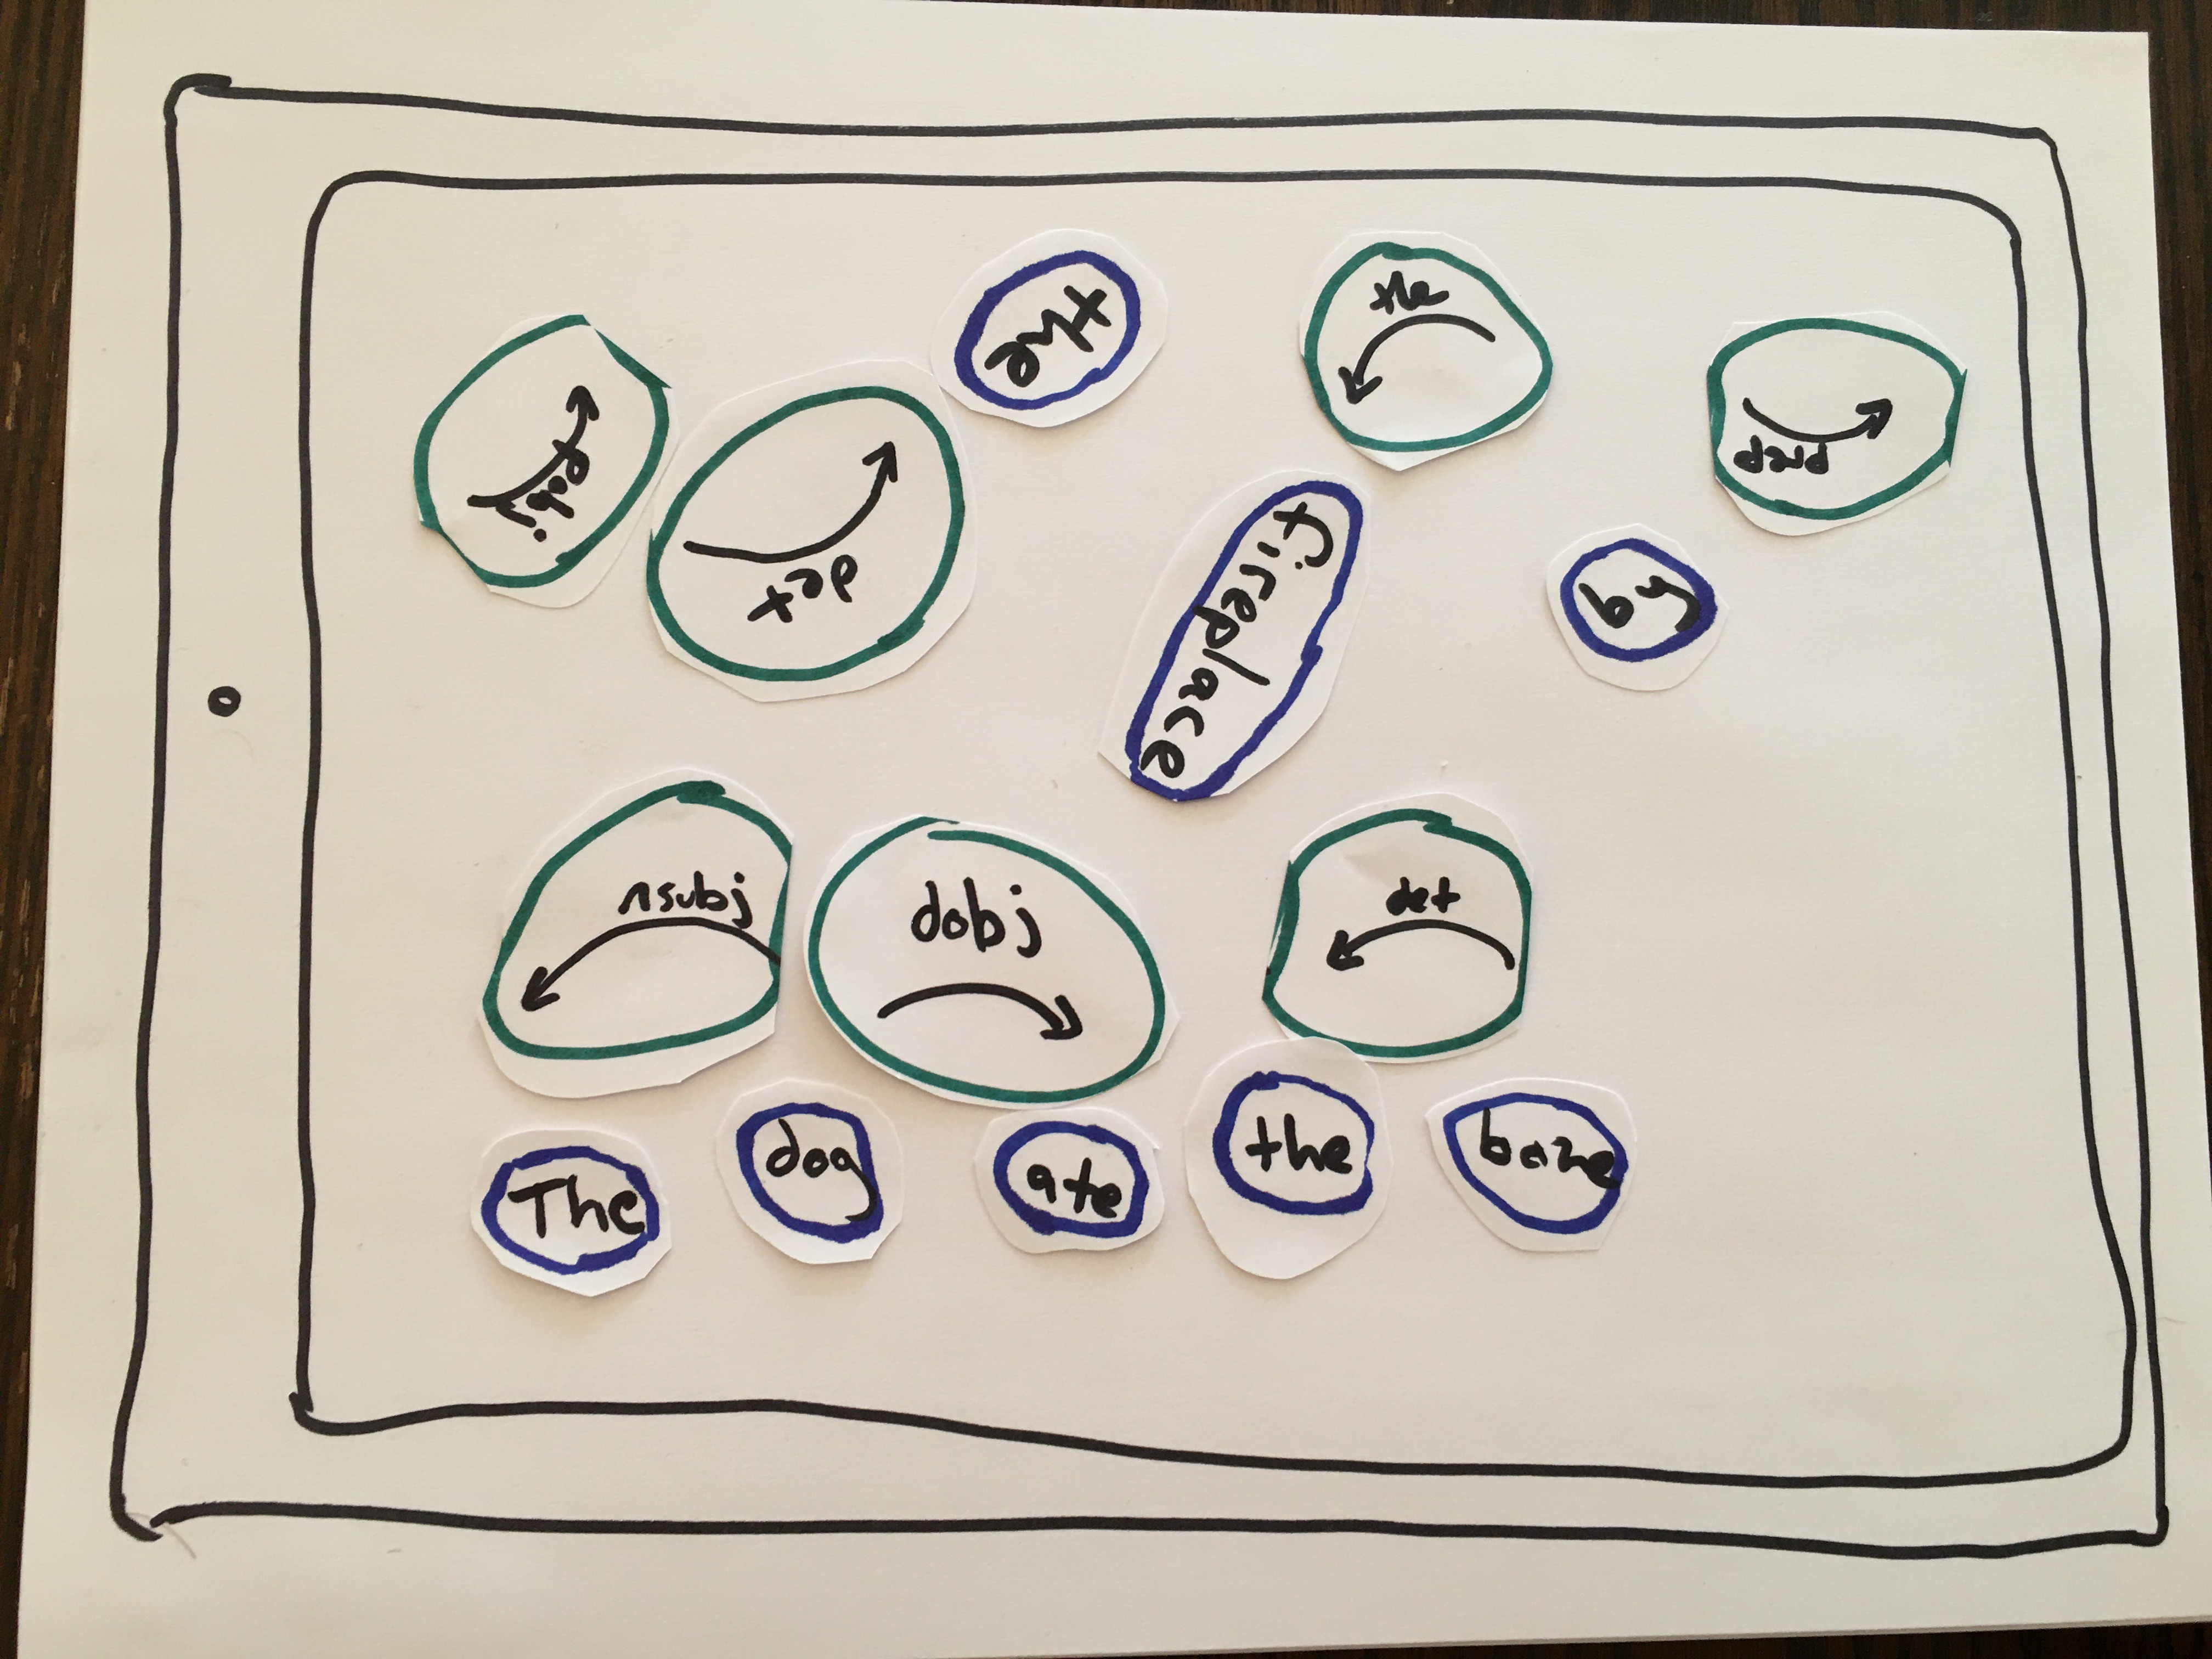 the
the
pobj
prep
det
fireplace
by
nsubj
dobj
det
The dog ate the bone